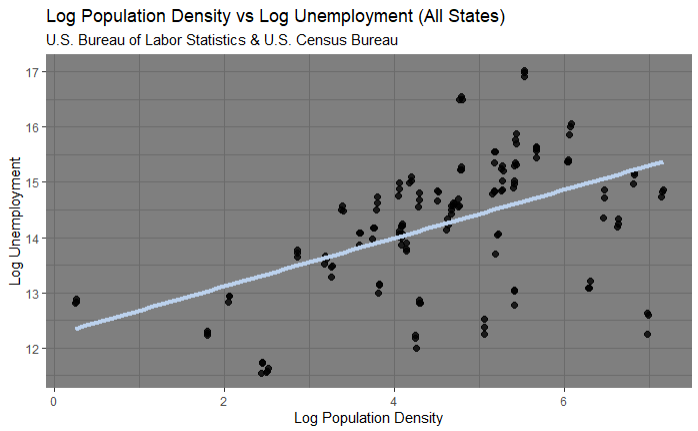 Log Population Density vs Log Unemployment (All States)
U.S. Bureau of Labor Statistics & U.S. Census Bureau
Log Unemployment
17
16
15
14
13
12
0 2 4 6
Log Population Density